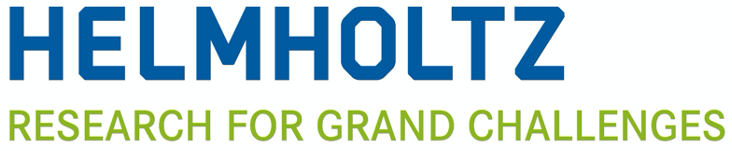 HELMHOLTZ
RESEARCH FOR GRAND CHALLENGES